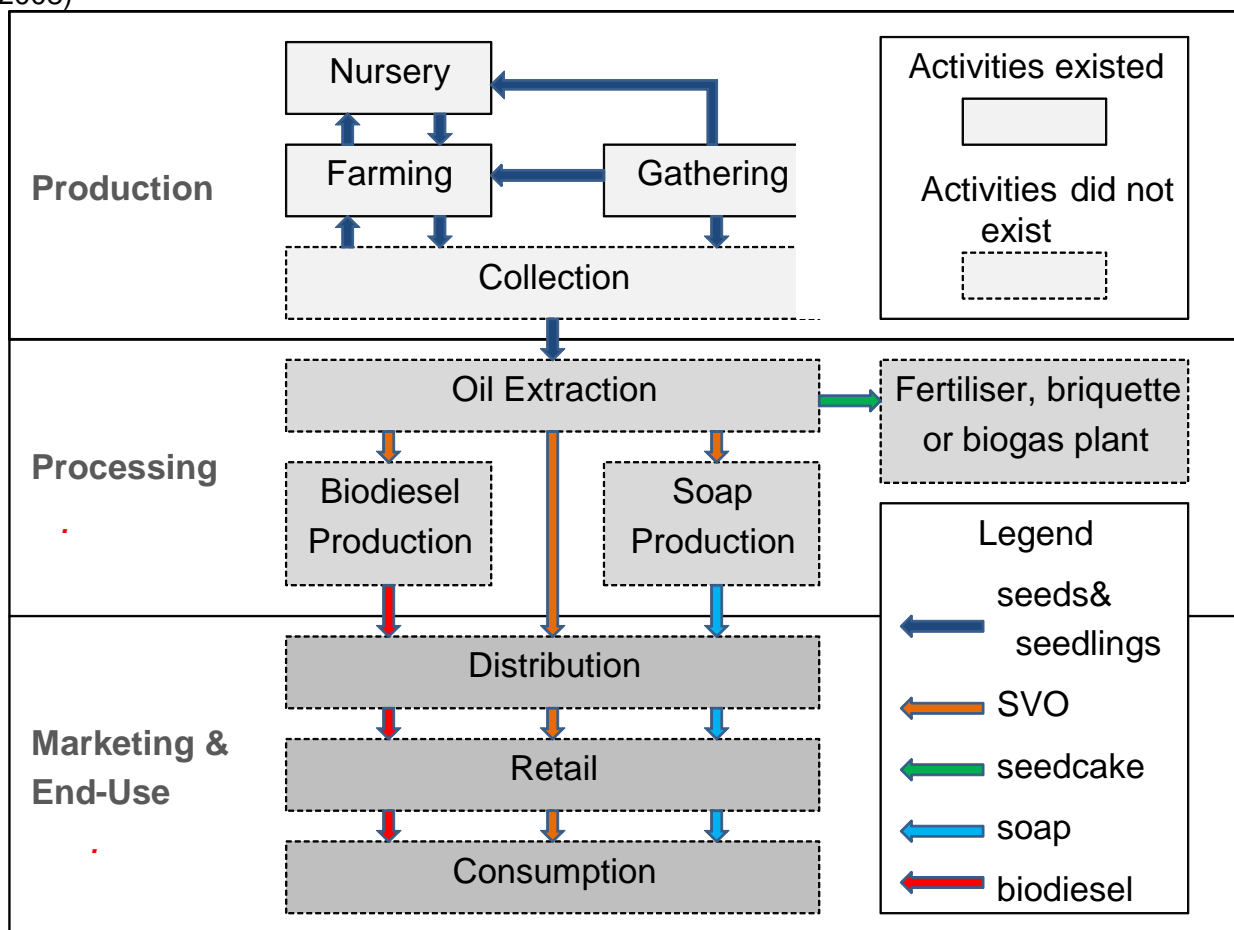 Nursery
Activities existed
Farming
Gathering
Production
Activities did not
exist
Collection
Oil Extraction
Fertiliser, briquette
or biogas plant
Processing
Biodiesel
Production
Soap
Production
Legend
seeds&
seedlings
Distribution
SVO
Marketing &
End-Use
Retail
seedcake
soap
Consumption
biodiesel